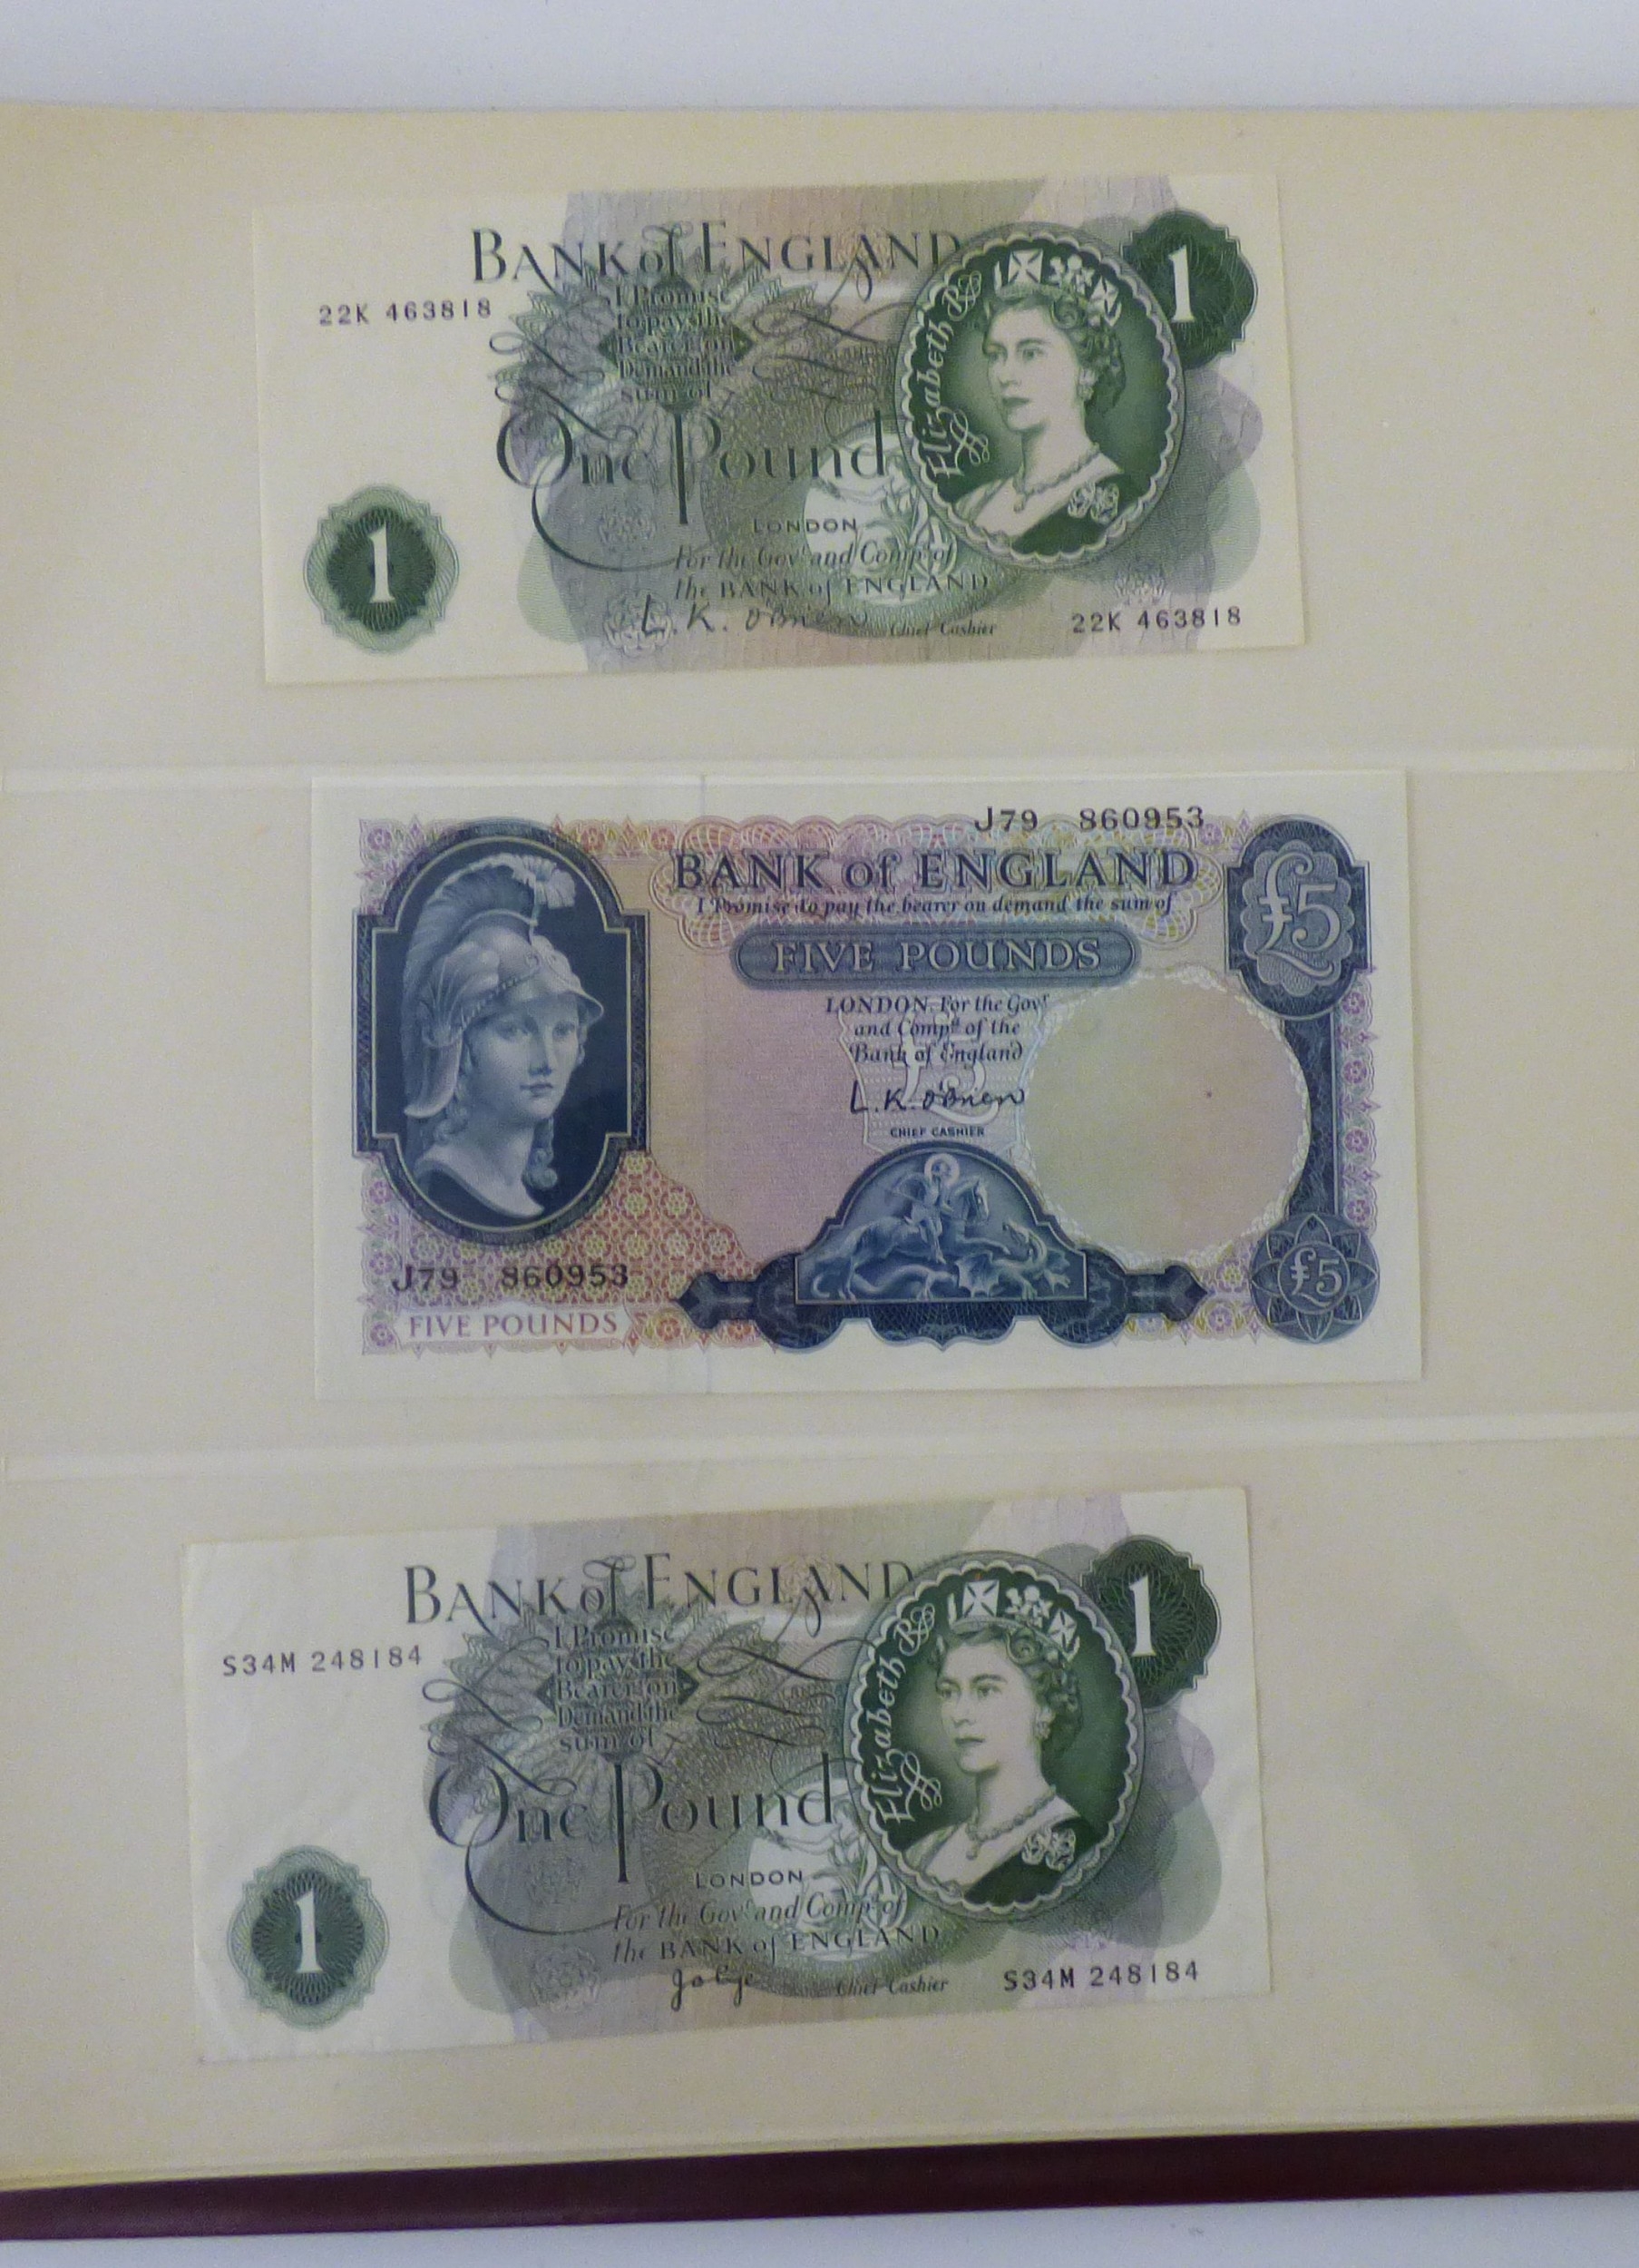 BANK of ENGLAND
1
22K 463818
I Promise
to pay the
Bearer on
Demand the
sum of
One Pound
Elizabeth R
LONDON
For the Govr and Compa of
the BANK of ENGLAND
1
L.K. O'Brien
Chief Cashier
22K 463818
J79 860953
BANK of ENGLAND
£5
I Promise to pay the bearer on demand the sum of
FIVE POUNDS
LONDON. For the Govr
and Compa of the
Bank of England
£5
L.K. O'Brien
CHIEF CASHIER
J79 860953
£5
FIVE POUNDS
BANK of ENGLAND
1
S34M 248184
I Promise
to pay the
Bearer on
Demand the
sum of
One Pound
Elizabeth R
LONDON
For the Govr and Compa of
the BANK of ENGLAND
1
Chief Cashier
S34M 248184